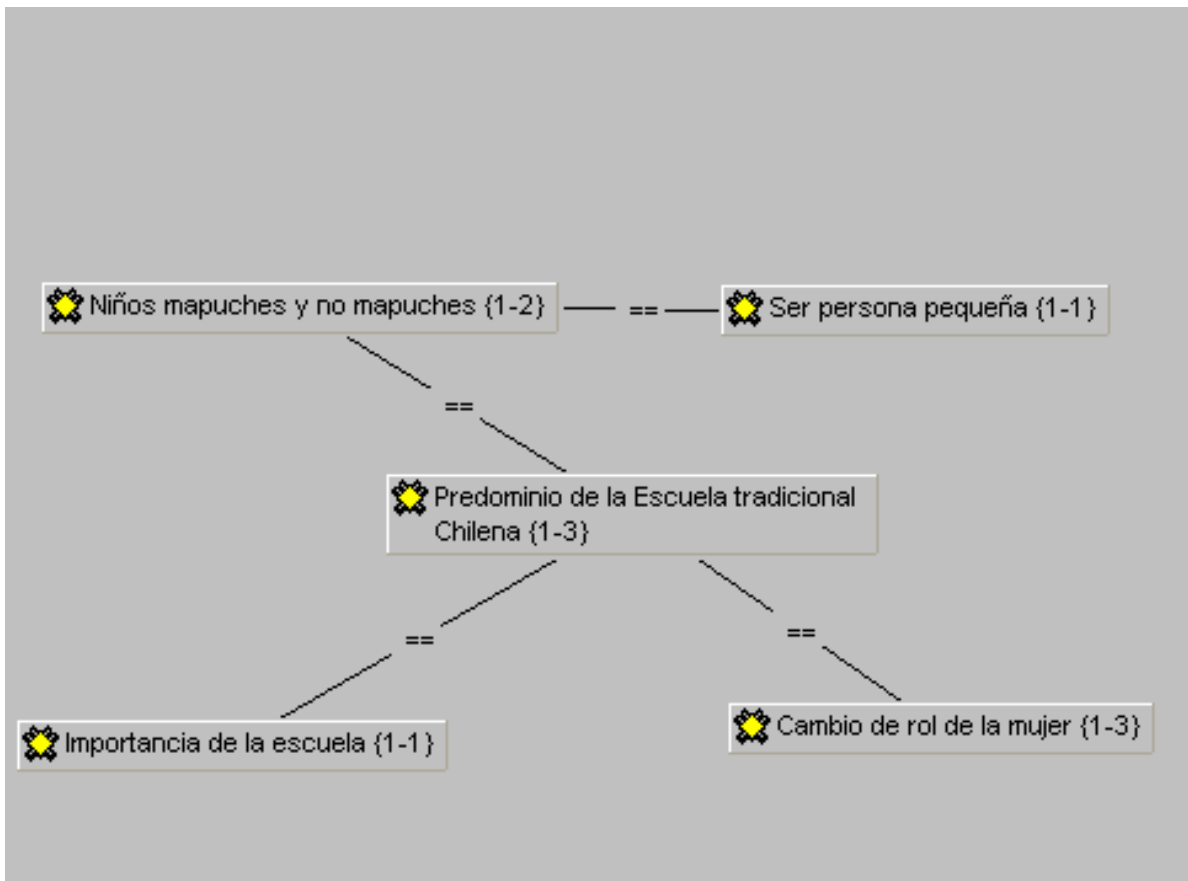 Niños mapuches y no mapuches {1-2}
==
Ser persona pequeña {1-1}
==
Predominio de la Escuela tradicional
Chilena {1-3}
==
==
Importancia de la escuela {1-1}
Cambio de rol de la mujer {1-3}